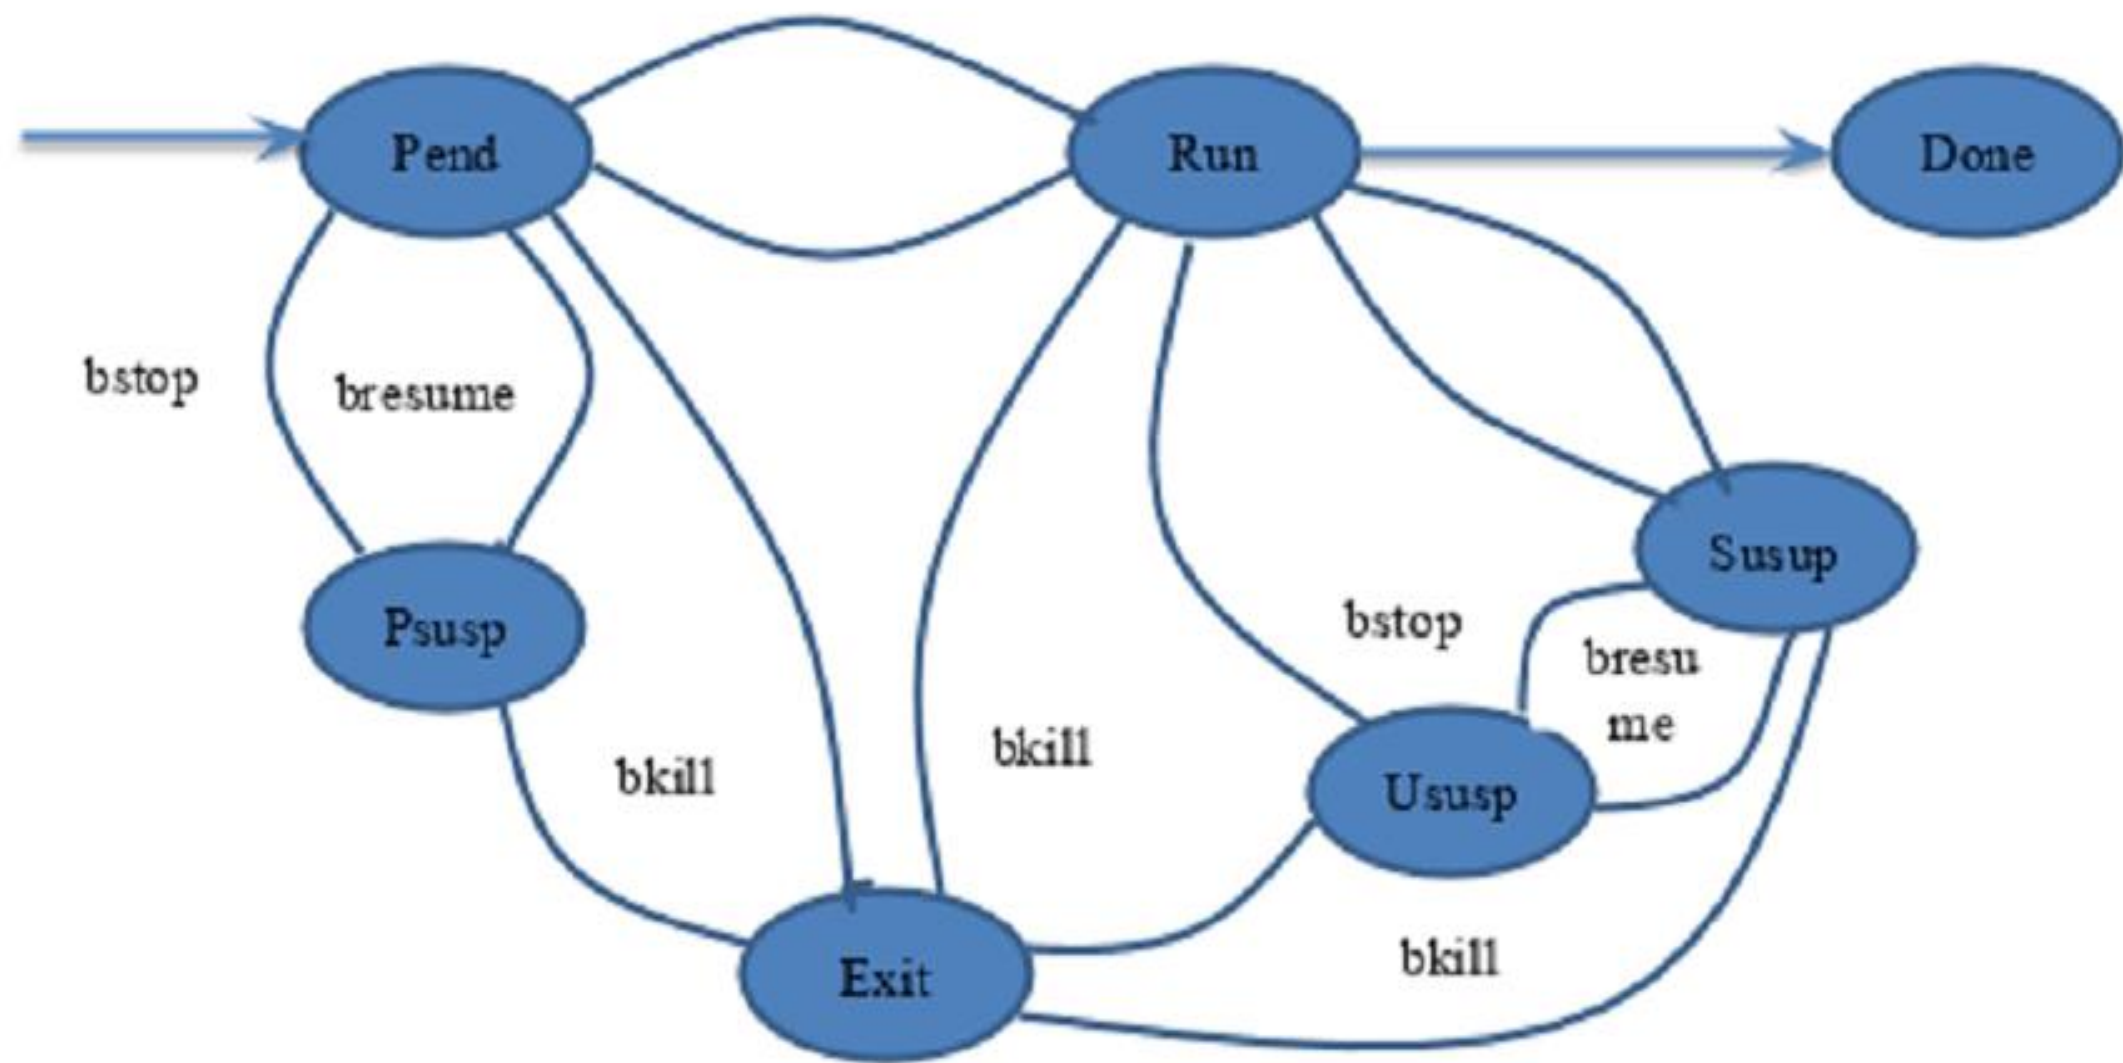 Pend
Run
Done
bstop
bresume
Susup
bstop
Psusp
bresu
me
bkill
bkill
Ususp
bkill
Exit